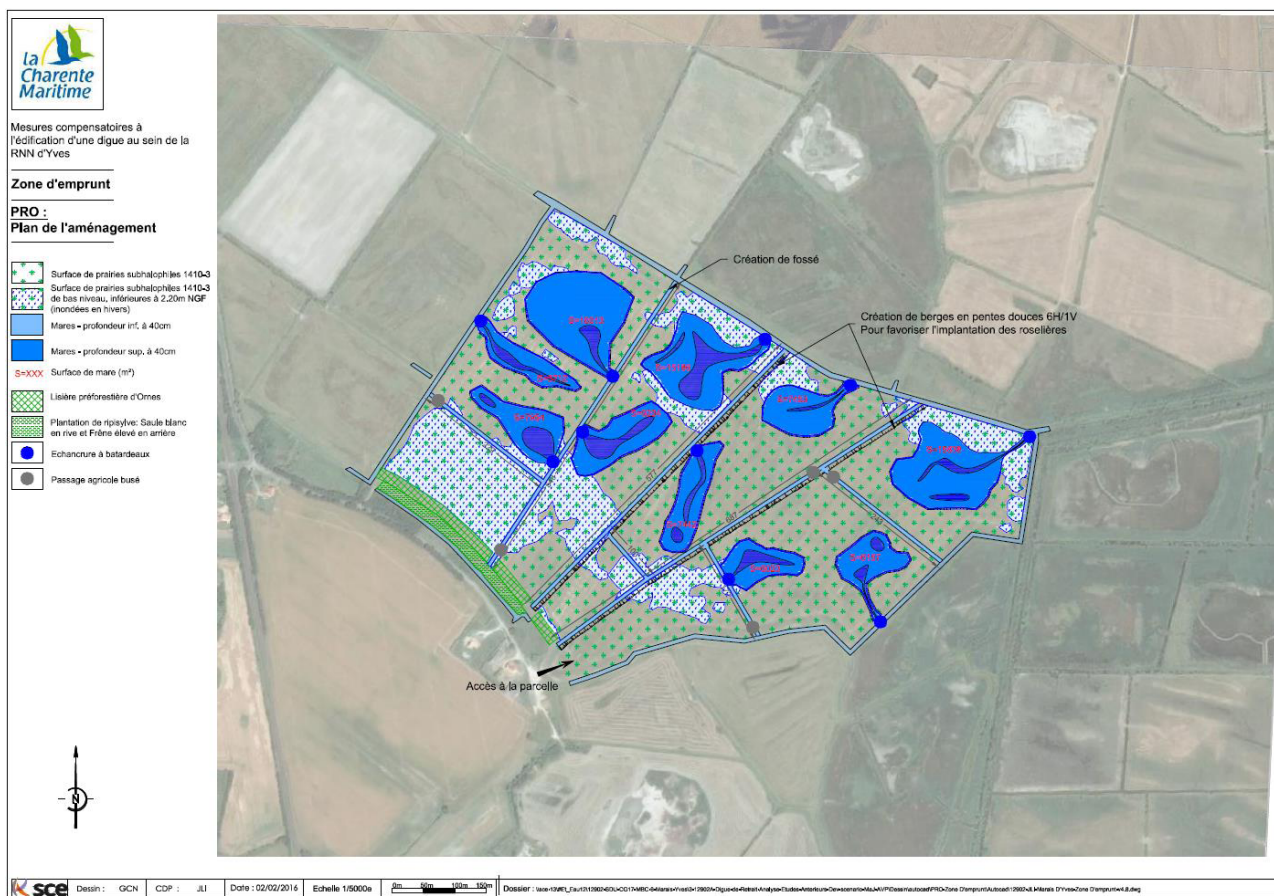 la
Charente
Maritime
Mesures compensatoires à
l'édification d'une digue au sein de la
RNN d'Yves
Zone d'emprunt
PRO :
Plan de l'aménagement
Surface de prairies subhalophiles 1410-3
Surface de prairies subhalophiles 1410-3
de bas niveau, inférieures à 2.20m NGF
(inondées en hivers)
Mares - profondeur inf. à 40cm
Mares - profondeur sup. à 40cm
S=XXX Surface de mare (m²)
Lisière préforestière d'Ormes
Plantation de ripisylve: Saule blanc
en rive et Frêne élevé en arrière
Echancrure à batardeaux
Passage agricole busé
N
Création de fossé
Création de berges en pentes douces 6H/1V
Pour favoriser l'implantation des roselières
Accès à la parcelle
sce
Dessin : GCN
CDP : JLI
Date : 02/02/2016
Echelle 1/5000e
0m 50m 100m 150m
Dossier :